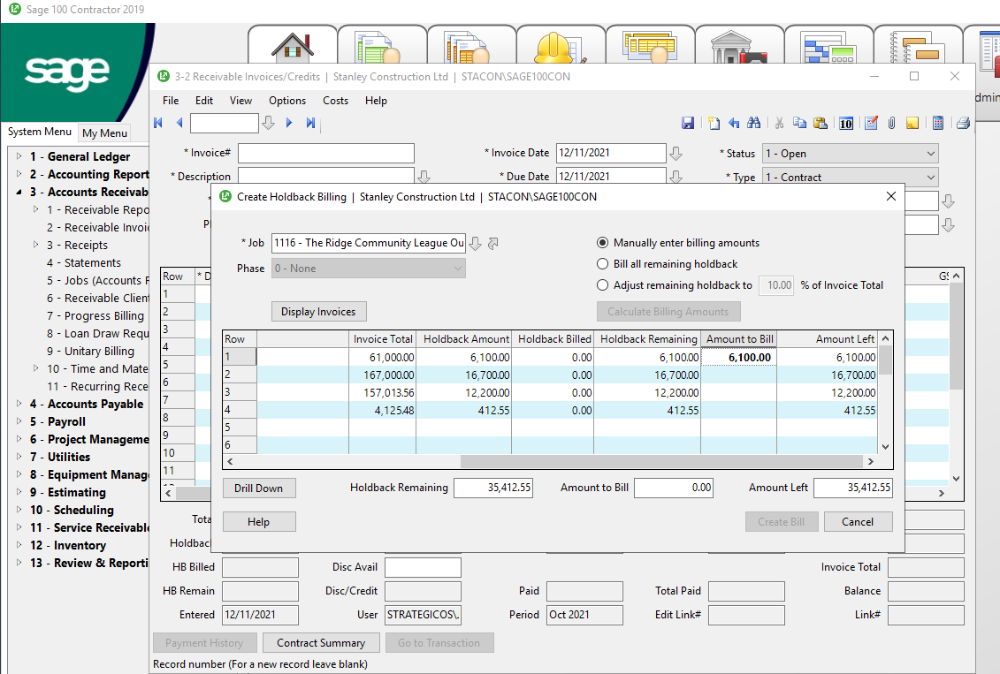 Sage 100 Contractor 2019
sage
3-2 Receivable Invoices/Credits | Stanley Construction Ltd | STACON\SAGE100CON
dmin
File Edit View Options Costs Help
10
System Menu My Menu
1 - General Ledger
2 - Accounting Report
3 - Accounts Receivab
1 - Receivable Repo
2 - Receivable Invoic
3 - Receipts
4 - Statements
5 - Jobs (Accounts R
6 - Receivable Client
7 - Progress Billing
8 - Loan Draw Requ
9 - Unitary Billing
10 - Time and Mate
11 - Recurring Rece
4 - Accounts Payable
5 - Payroll
6 - Project Manageme
7 - Utilities
8 - Equipment Manag
9 - Estimating
10 - Scheduling
11 - Service Receivable
12 - Inventory
13 - Review & Reporti
* Invoice# * Invoice Date 12/11/2021 * Status 1 - Open
* Description * Due Date 12/11/2021 * Type 1 - Contract
Row * D GS
1
2
3
4
5
6
7
8
9
10
11
Create Holdback Billing | Stanley Construction Ltd | STACON\SAGE100CON
* Job 1116 - The Ridge Community League Ou
Phase 0 - None
Manually enter billing amounts
Bill all remaining holdback
Adjust remaining holdback to 10.00 % of Invoice Total
Display Invoices Calculate Billing Amounts
Row Invoice Total Holdback Amount Holdback Billed Holdback Remaining Amount to Bill Amount Left
1 61,000.00 6,100.00 0.00 6,100.00 6,100.00 6,100.00
2 167,000.00 16,700.00 0.00 16,700.00 16,700.00
3 157,013.56 12,200.00 0.00 12,200.00 12,200.00
4 4,125.48 412.55 0.00 412.55 412.55
5
6
Drill Down Holdback Remaining 35,412.55 Amount to Bill 0.00 Amount Left 35,412.55
Help Create Bill Cancel
Tota
Holdback
HB Billed Disc Avail Invoice Total
HB Remain Disc/Credit Paid Total Paid Balance
Entered 12/11/2021 User STRATEGICOS\. Period Oct 2021 Edit Link# Link#
Payment History Contract Summary Go to Transaction
Record number (For a new record leave blank)